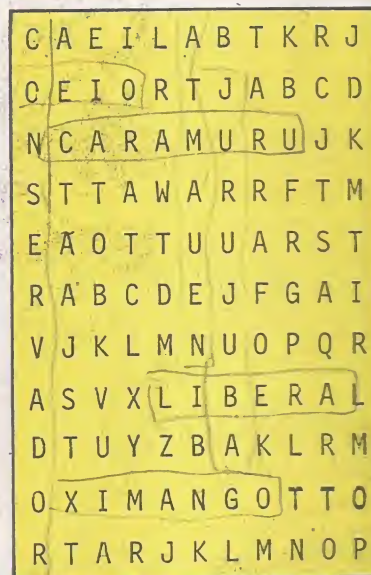 C A E I L A B T K R J
C E I O R T J A B C D
N C A R A M U R U J K
S T T A W A R R F T M
E A O T T U U A R S T
R A B C D E J F G A I
V J K L M N U O P Q R
A S V X L I B E R A L
D T U Y Z B A K L R M
O X I M A N G O T T O
R T A R J K L M N O P